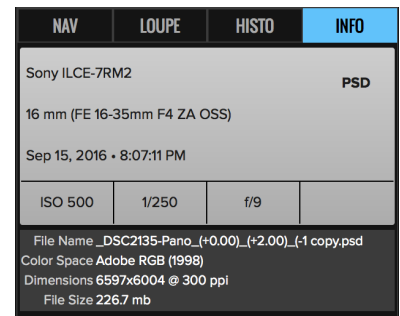 NAV LOUPE HISTO INFO
Sony ILCE-7RM2
PSD
16 mm (FE 16-35mm F4 ZA OSS)
Sep 15, 2016 • 8:07:11 PM
ISO 500 1/250 f/9
File Name _DSC2135-Pano_(+0.00)_(+2.00)_(-1 copy.psd
Color Space Adobe RGB (1998)
Dimensions 6597x6004 @ 300 ppi
File Size 226.7 mb